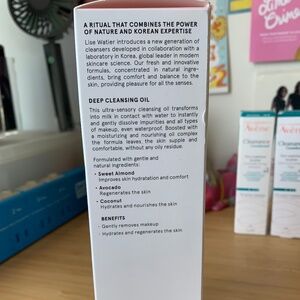 A RITUAL THAT COMBINES THE POWER
OF NATURE AND KOREAN EXPERTISE
Lise Watier introduces a new generation of
cleansers developed in collaboration with a
laboratory in Korea, global leader in modern
skincare science. Our fresh and innovative
formulas, concentrated in natural ingre-
dients, bring comfort and balance to the
skin, providing pleasure for all the senses.
DEEP CLEANSING OIL
This ultra-sensory cleansing oil transforms
into milk in contact with water to instantly
and gently dissolve impurities and all types
of makeup, even waterproof. Boosted with
a moisturizing and nourishing oil complex
the formula leaves the skin supple and
comfortable, without any oily residue.
Formulated with gentle and
natural ingredients:
• Sweet Almond
Improves skin hydratation and comfort
• Avocado
Regenerates the skin
• Coconut
Hydrates and nourishes the skin
BENEFITS
• Gently removes makeup
• Hydrates and regenerates the skin
Avène
Cleanance
Avène
Cleanance